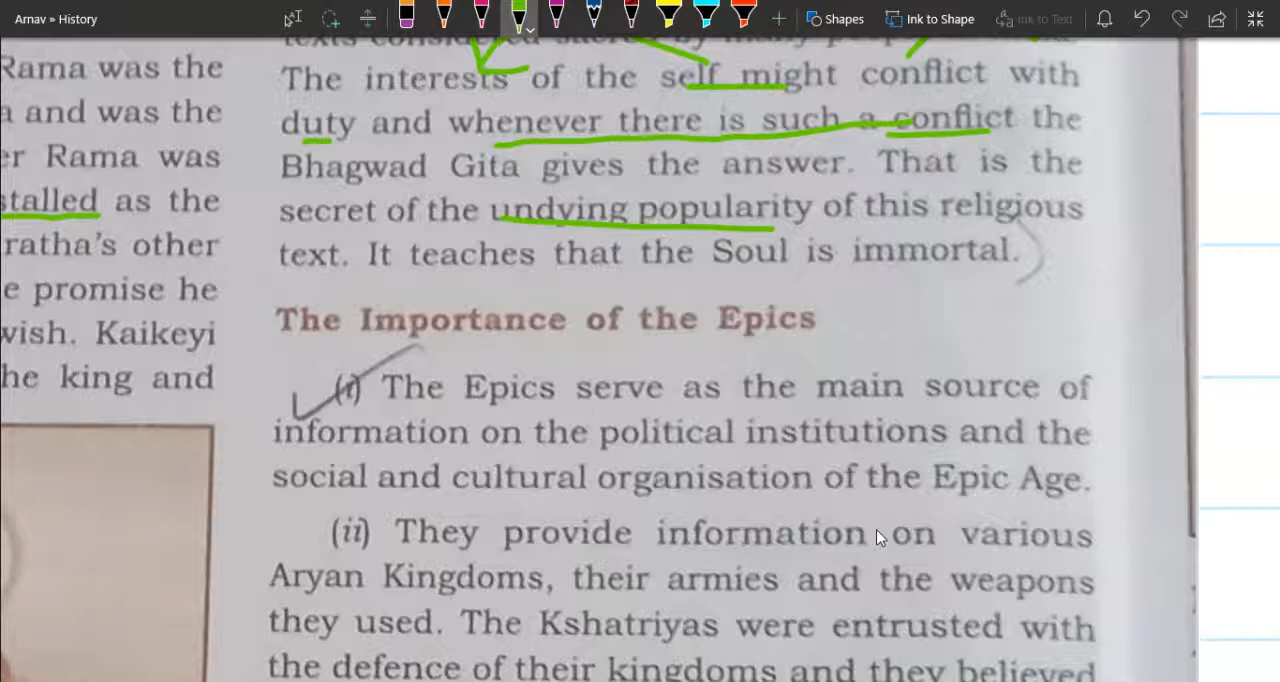 Arnav » History
Shapes
Ink to Shape
Ink to Text
Rama was the
a and was the
er Rama was
stalled as the
ratha's other
e promise he
wish. Kaikeyi
he king and
The interests of the self might conflict with
duty and whenever there is such a conflict the
Bhagwad Gita gives the answer. That is the
secret of the undying popularity of this religious
text. It teaches that the Soul is immortal.
The Importance of the Epics
(i) The Epics serve as the main source of
information on the political institutions and the
social and cultural organisation of the Epic Age.
(ii) They provide information on various
Aryan Kingdoms, their armies and the weapons
they used. The Kshatriyas were entrusted with
the defence of their kingdoms and they believed